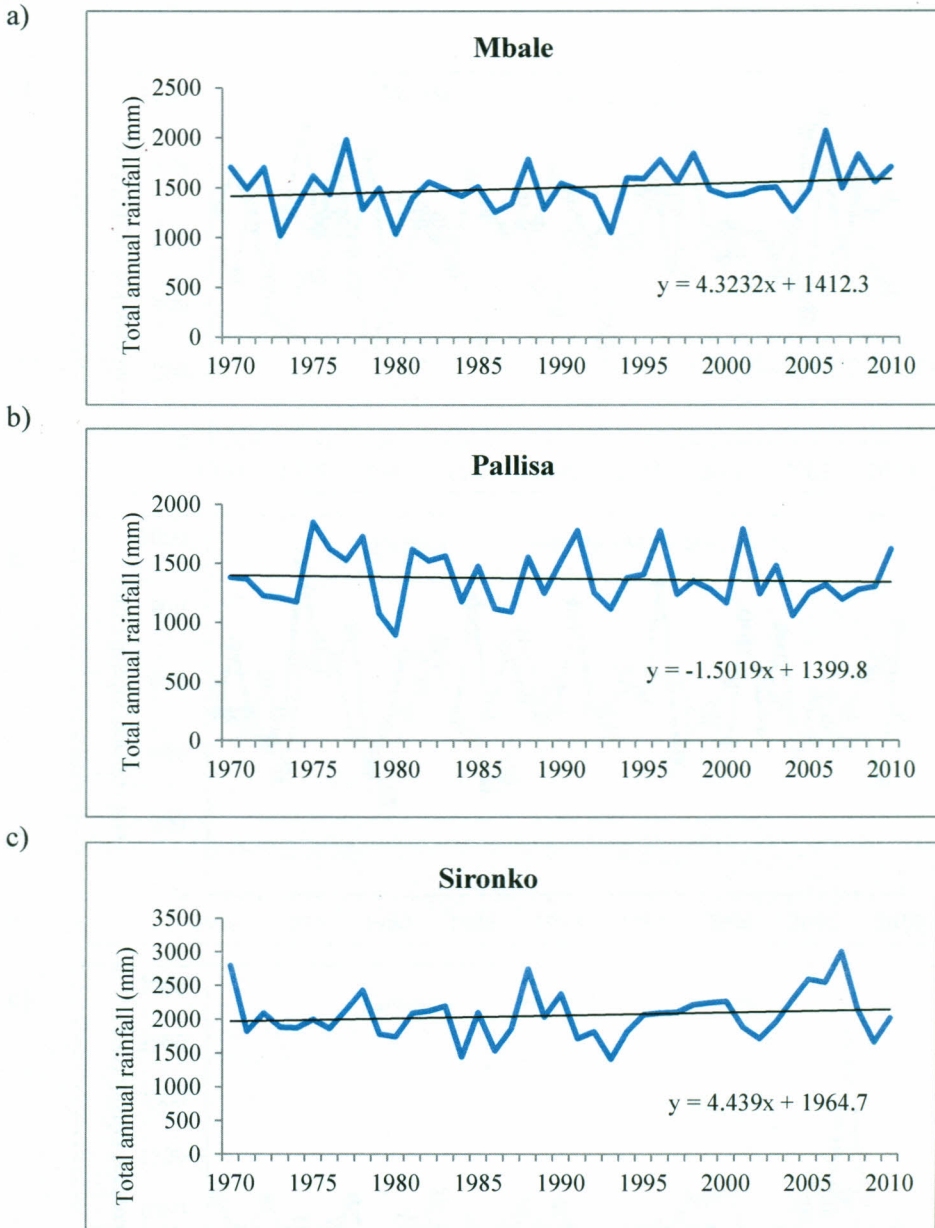 a)
Mbale
Total annual rainfall (mm)
2500
2000
1500
1000
500
0
y = 4.3232x + 1412.3
1970 1975 1980 1985 1990 1995 2000 2005 2010
b)
Pallisa
Total annual rainfall (mm)
2000
1500
1000
500
0
y = -1.5019x + 1399.8
1970 1975 1980 1985 1990 1995 2000 2005 2010
c)
Sironko
Total annual rainfall (mm)
3500
3000
2500
2000
1500
1000
500
0
y = 4.439x + 1964.7
1970 1975 1980 1985 1990 1995 2000 2005 2010